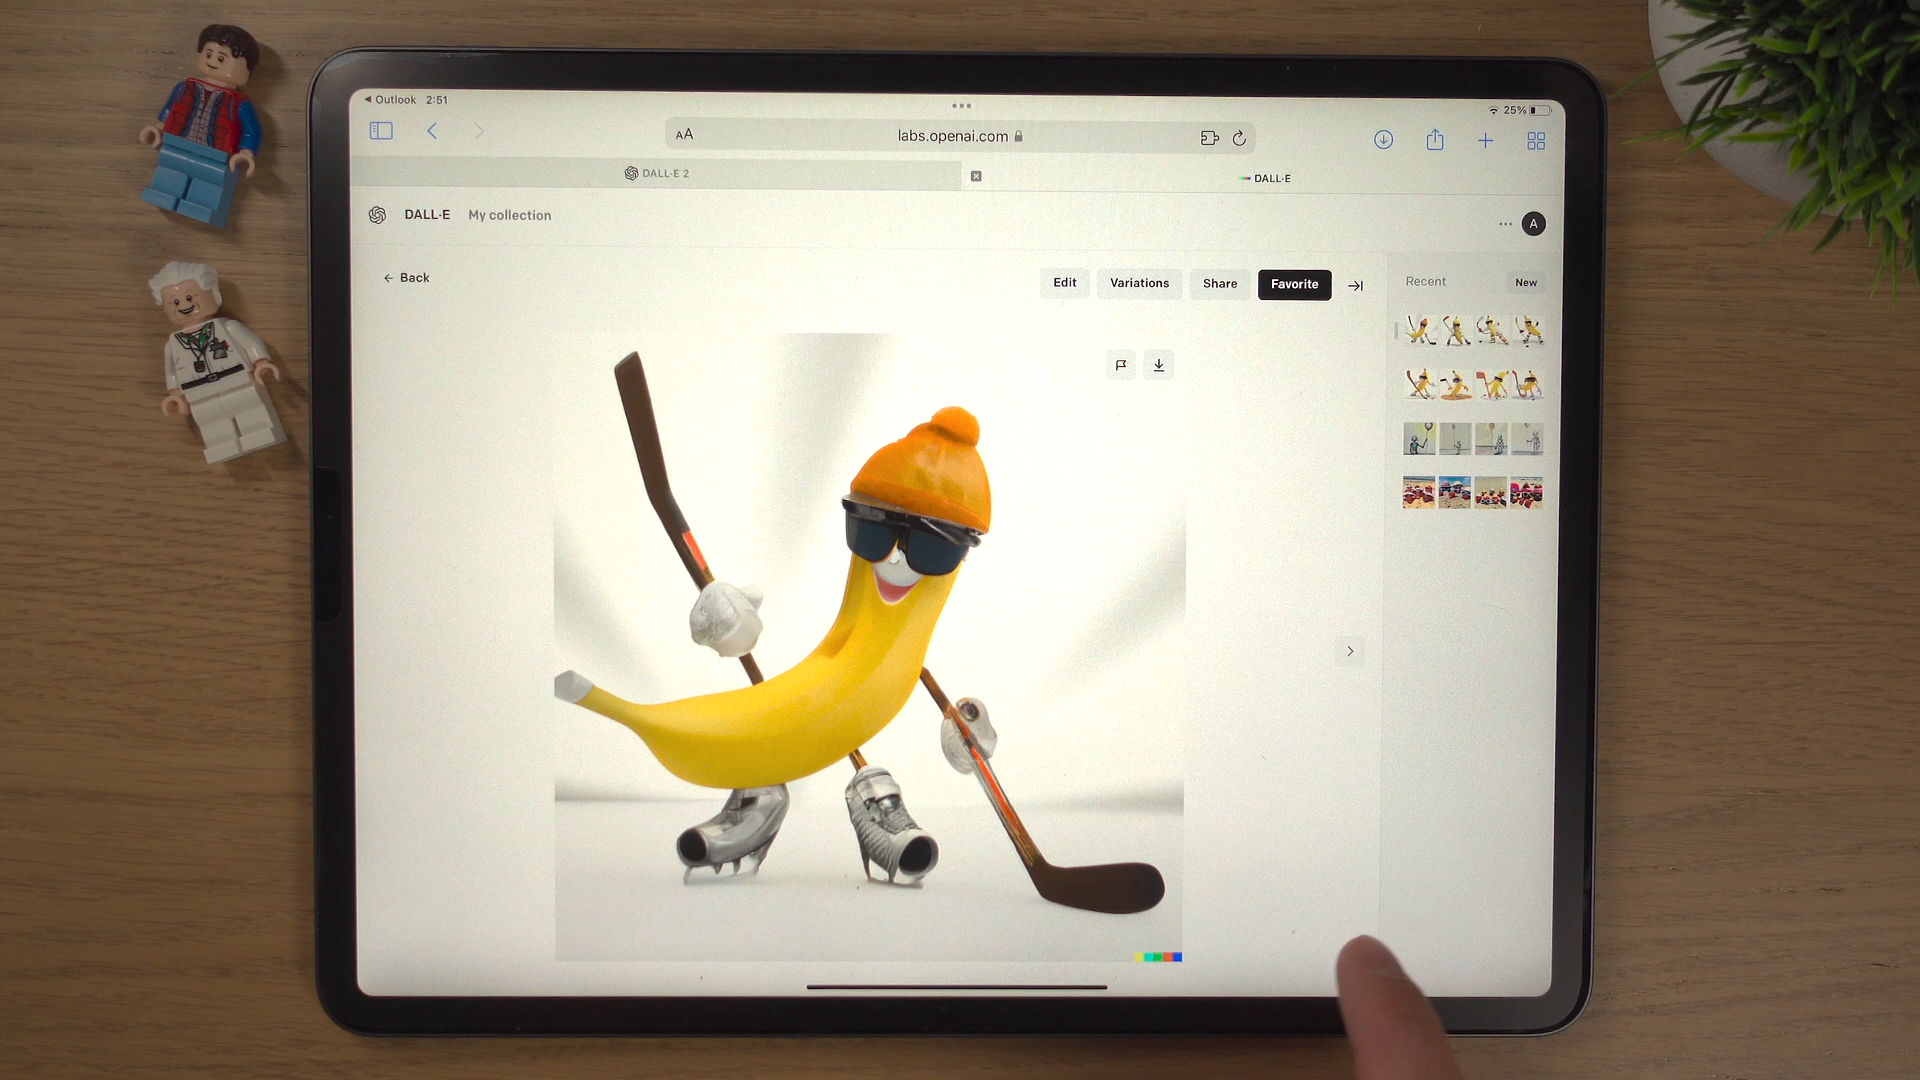 ◀ Outlook 2:51
25%
AA labs.openai.com
DALL·E 2
DALL·E
DALL·E My collection
A
← Back
Edit Variations Share Favorite
Recent New